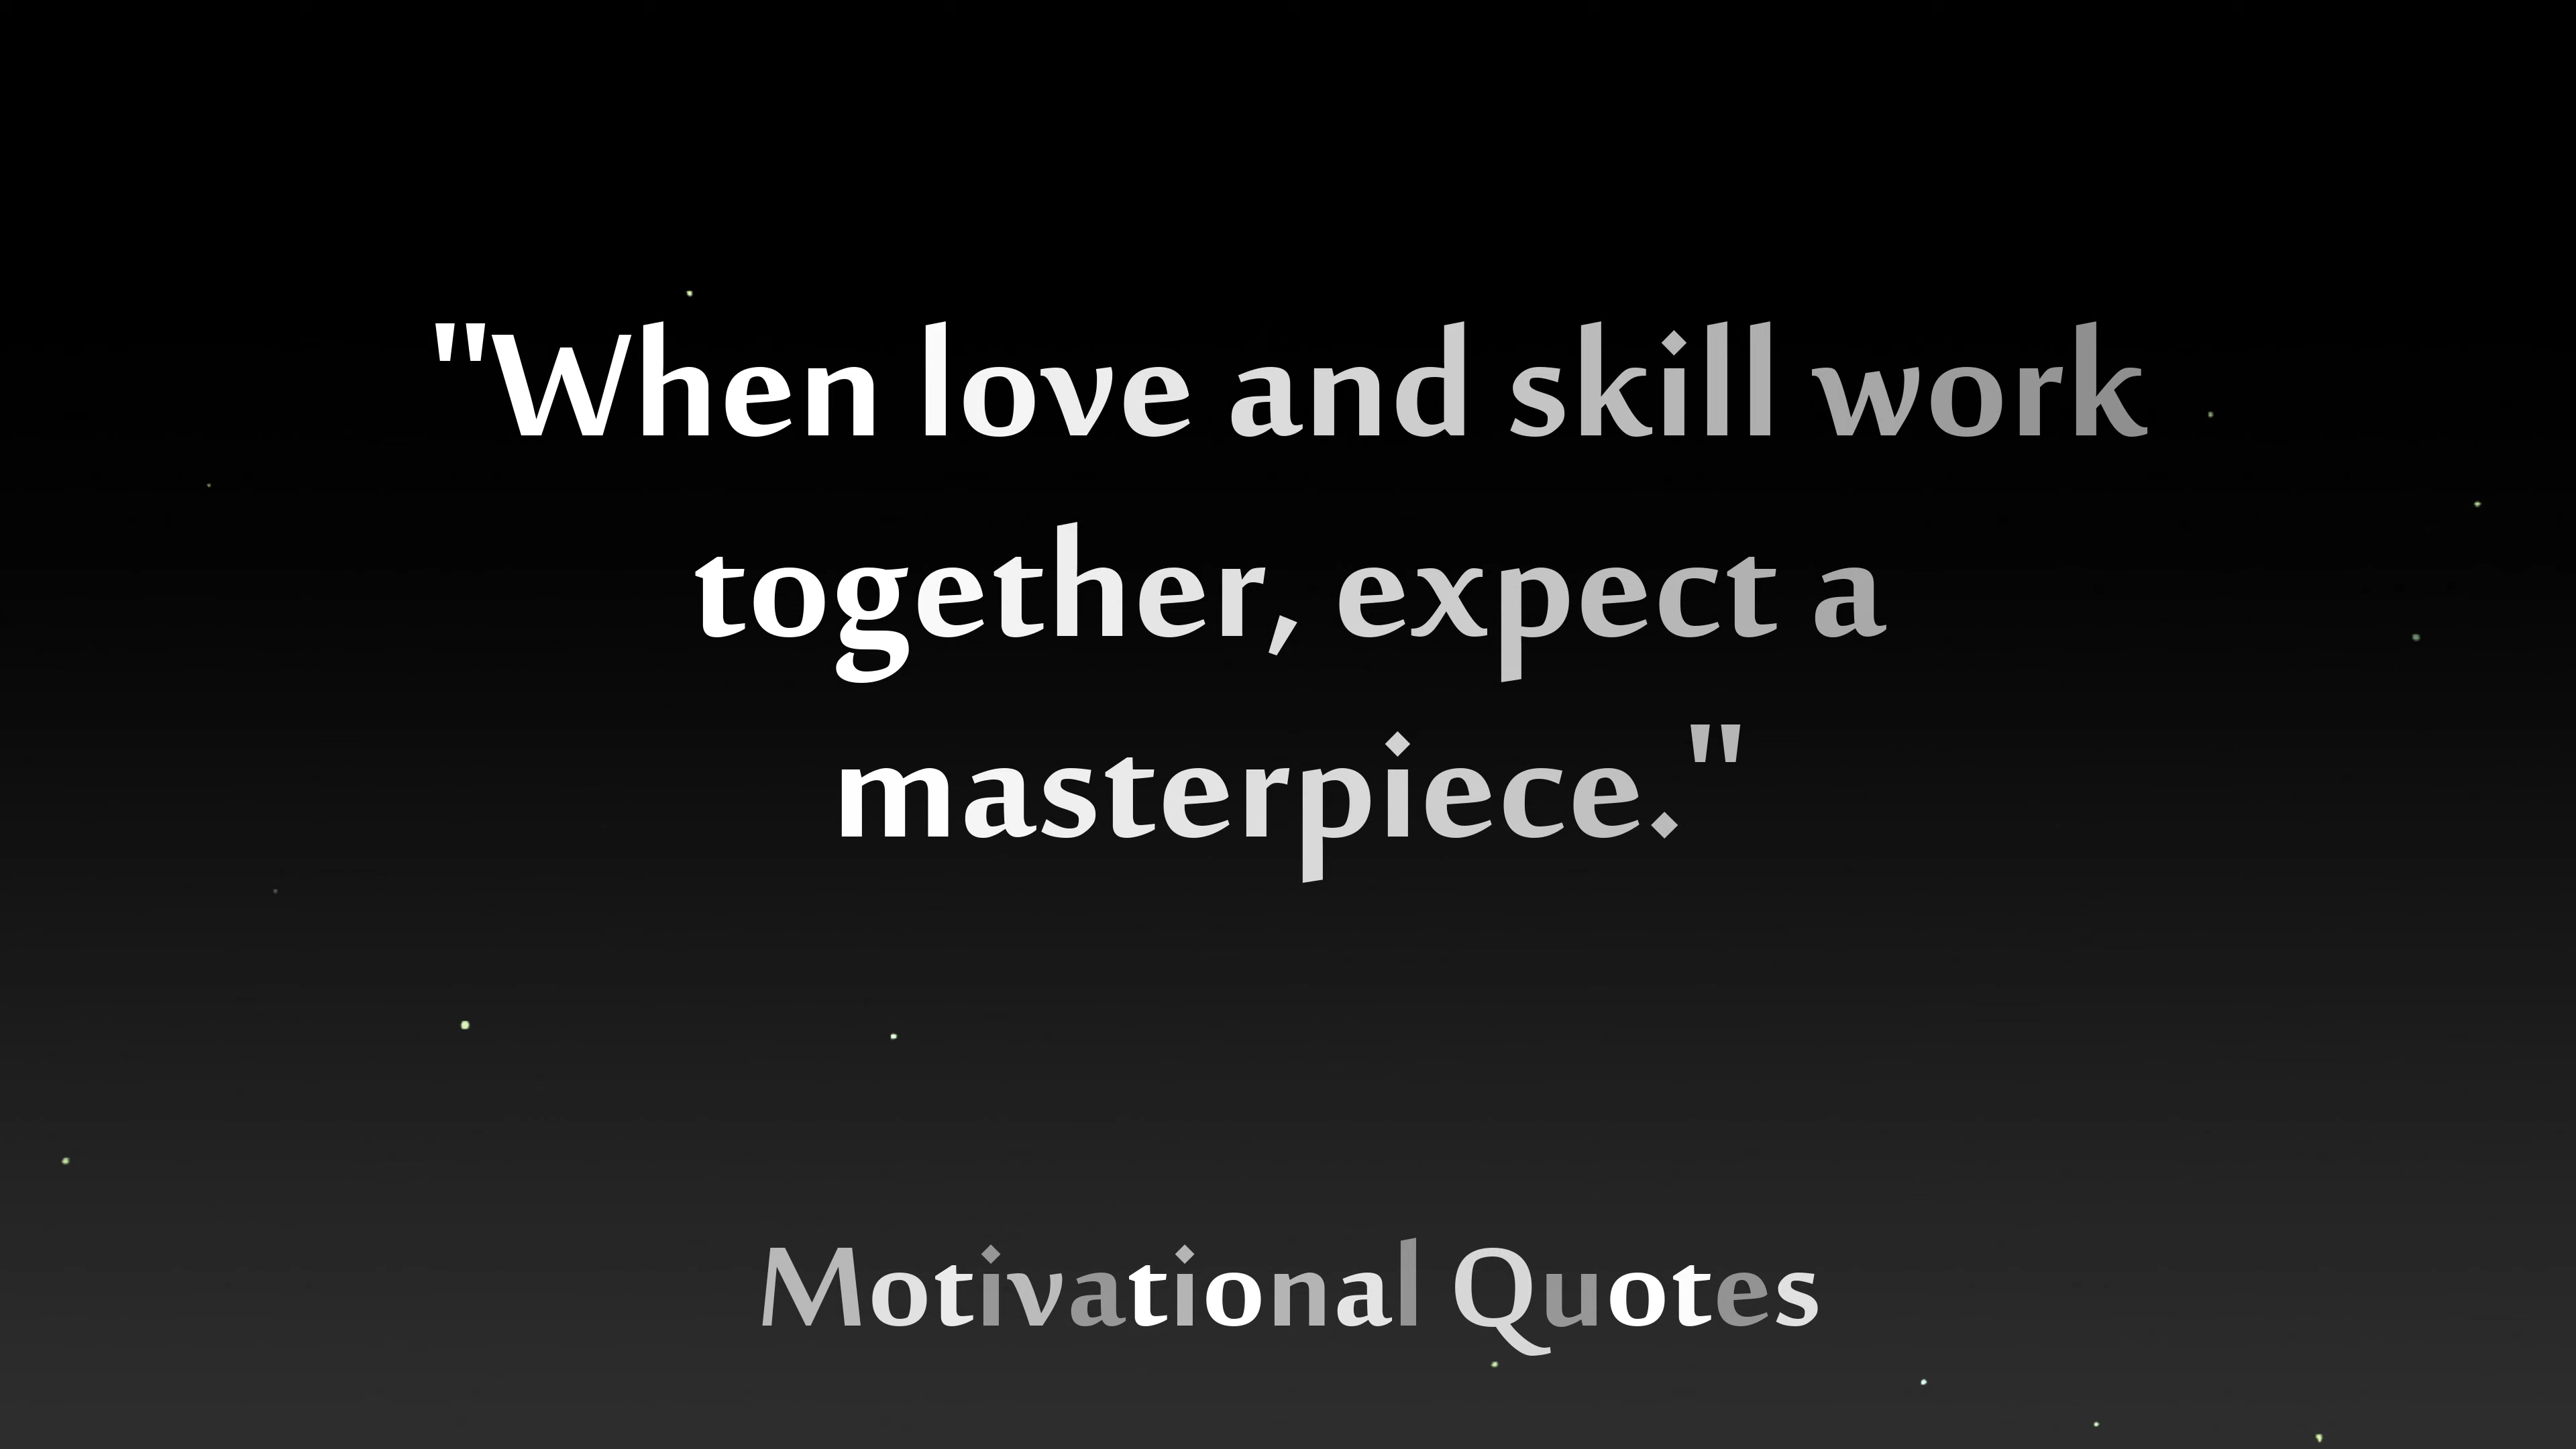 "When love and skill work
together, expect a
masterpiece."
Motivational Quotes